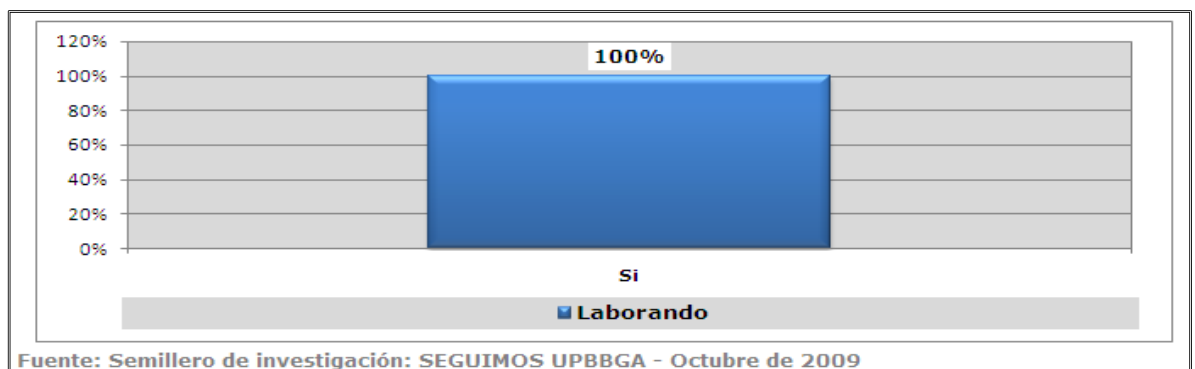 120%
100%
100%
80%
60%
40%
20%
0%
Si
Laborando
Fuente: Semillero de investigación: SEGUIMOS UPBBGA - Octubre de 2009